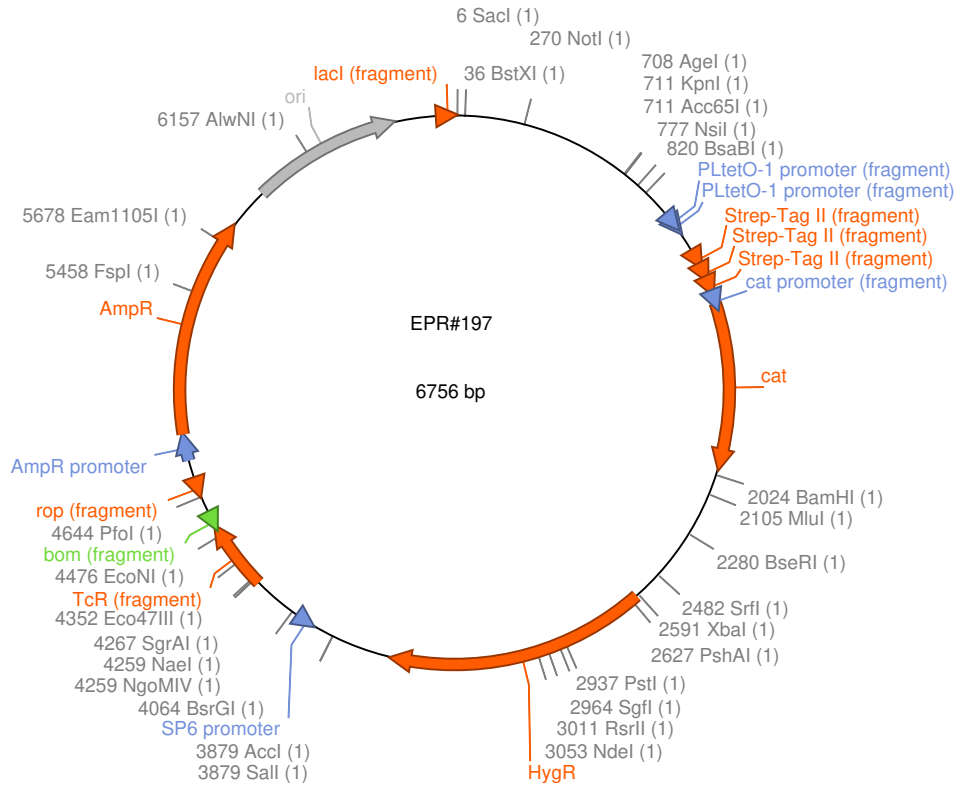 6 SacI (1)
270 NotI (1)
36 BstXI (1)
708 AgeI (1)
711 KpnI (1)
711 Acc65I (1)
777 NsiI (1)
820 BsaBI (1)
PLtetO-1 promoter (fragment)
PLtetO-1 promoter (fragment)
Strep-Tag II (fragment)
Strep-Tag II (fragment)
Strep-Tag II (fragment)
cat promoter (fragment)
cat
2024 BamHI (1)
2105 MluI (1)
2280 BseRI (1)
2482 SrfI (1)
2591 XbaI (1)
2627 PshAI (1)
2937 PstI (1)
2964 SgfI (1)
3011 RsrII (1)
3053 NdeI (1)
HygR
3879 SalI (1)
3879 AccI (1)
SP6 promoter
4064 BsrGI (1)
4259 NgoMIV (1)
4259 NaeI (1)
4267 SgrAI (1)
4352 Eco47III (1)
TcR (fragment)
4476 EcoNI (1)
bom (fragment)
4644 PfoI (1)
rop (fragment)
AmpR promoter
AmpR
5458 FspI (1)
5678 Eam1105I (1)
6157 AlwNI (1)
ori
lacI (fragment)
EPR#197
6756 bp